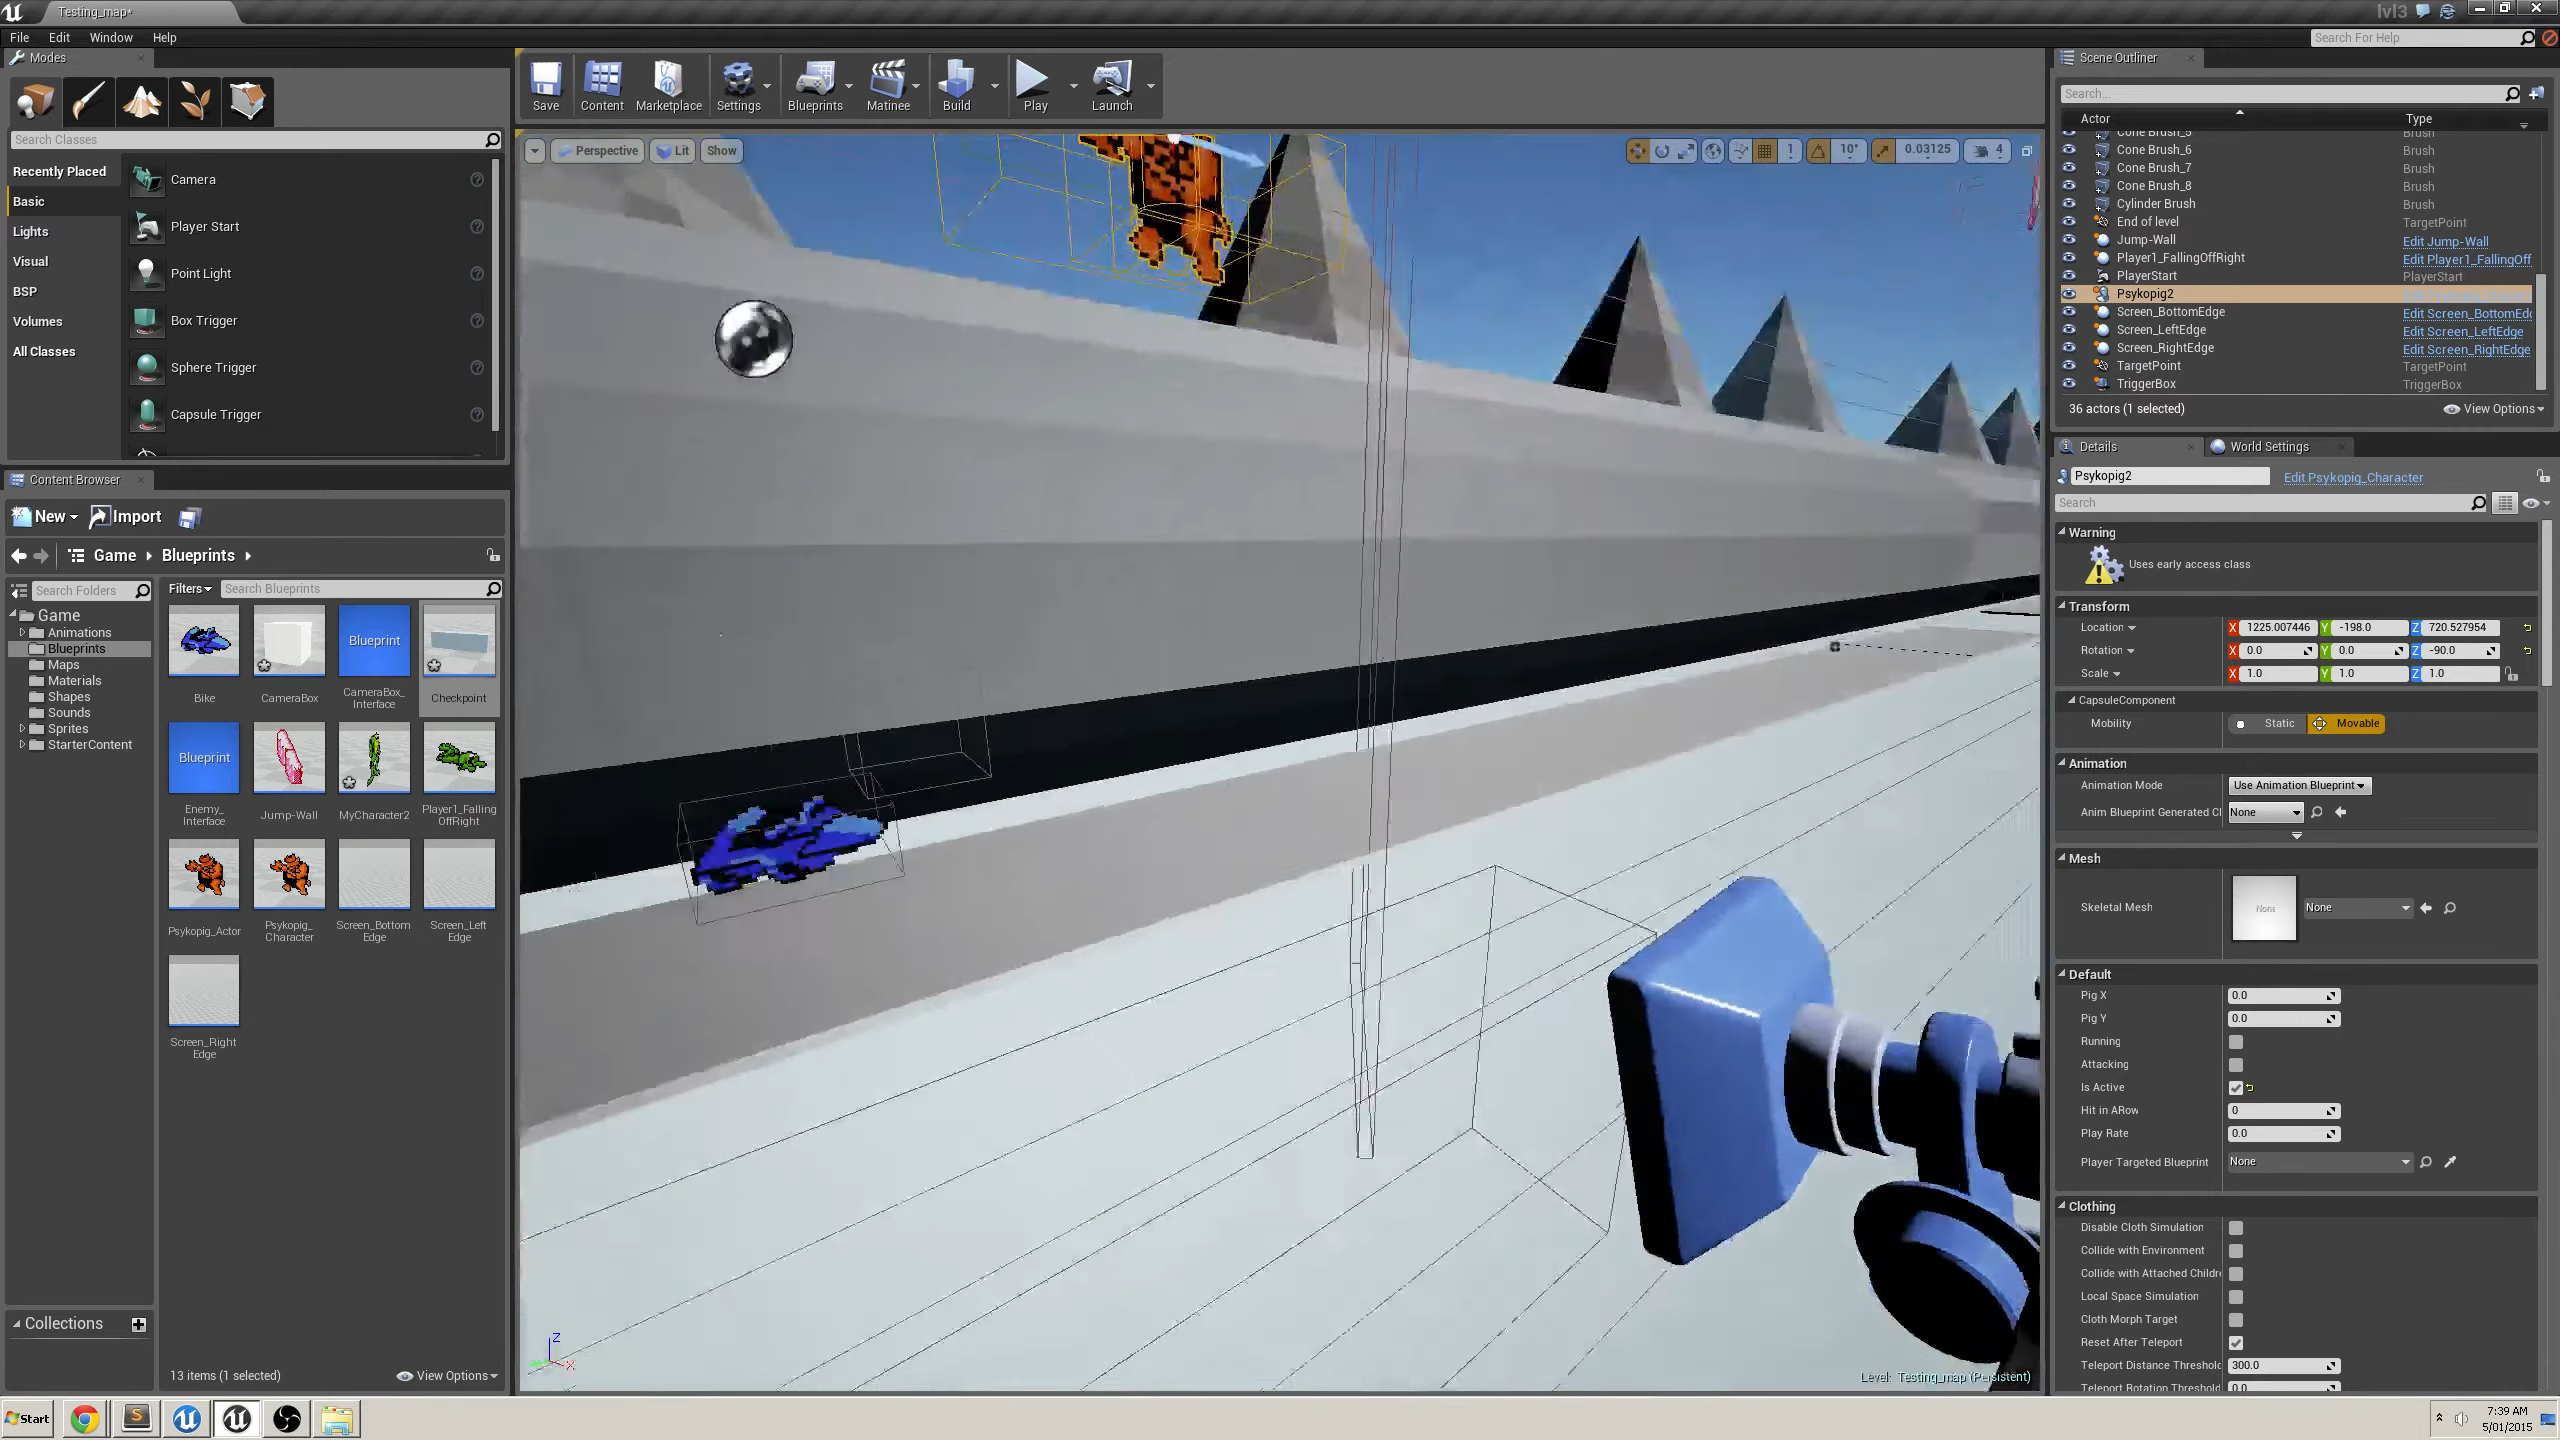 Testing_map*
lvl3
File Edit Window Help
Search For Help
Modes
Search Classes
Recently Placed
Basic
Lights
Visual
BSP
Volumes
All Classes
Camera
Player Start
Point Light
Box Trigger
Sphere Trigger
Capsule Trigger
Save
Content
Marketplace
Settings
Blueprints
Matinee
Build
Play
Launch
Perspective
Lit
Show
1
10°
0.03125
4
Level: Testing_map (Persistent)
Z
X
Content Browser
New
Import
Game
Blueprints
Search Folders
Game
Animations
Blueprints
Maps
Materials
Shapes
Sounds
Sprites
StarterContent
Collections
Filters
Search Blueprints
Bike
CameraBox
Blueprint
CameraBox_
Interface
Checkpoint
Blueprint
Enemy_
Interface
Jump-Wall
MyCharacter2
Player1_Falling
OffRight
Psykopig_Actor
Psykopig_
Character
Screen_Bottom
Edge
Screen_Left
Edge
Screen_Right
Edge
13 items (1 selected)
View Options
Scene Outliner
Search...
Actor Type
Cone Brush_5 Brush
Cone Brush_6 Brush
Cone Brush_7 Brush
Cone Brush_8 Brush
Cylinder Brush Brush
End of level TargetPoint
Jump-Wall Edit Jump-Wall
Player1_FallingOffRight Edit Player1_FallingOff
PlayerStart PlayerStart
Psykopig2
Screen_BottomEdge Edit Screen_BottomEdg
Screen_LeftEdge Edit Screen_LeftEdge
Screen_RightEdge Edit Screen_RightEdge
TargetPoint TargetPoint
TriggerBox TriggerBox
36 actors (1 selected)
View Options
Details
World Settings
Psykopig2
Edit Psykopig_Character
Search
Warning
Uses early access class
Transform
Location X 1225.007446 Y -198.0 Z 720.527954
Rotation X 0.0 Y 0.0 Z -90.0
Scale X 1.0 Y 1.0 Z 1.0
CapsuleComponent
Mobility Static Movable
Animation
Animation Mode Use Animation Blueprint
Anim Blueprint Generated Cl None
Mesh
Skeletal Mesh None None
Default
Pig X 0.0
Pig Y 0.0
Running
Attacking
Is Active
Hit in ARow 0
Play Rate 0.0
Player Targeted Blueprint None
Clothing
Disable Cloth Simulation
Collide with Environment
Collide with Attached Childre
Local Space Simulation
Cloth Morph Target
Reset After Teleport
Teleport Distance Threshold 300.0
Teleport Rotation Threshold 0.0
Start
7:39 AM
5/01/2015